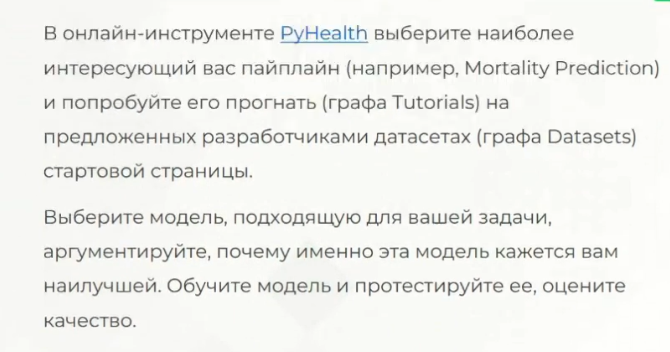 В онлайн-инструменте PyHealth выберите наиболее
интересующий вас пайплайн (например, Mortality Prediction)
и попробуйте его прогнать (графа Tutorials) на
предложенных разработчиками датасетах (графа Datasets)
стартовой страницы.
Выберите модель, подходящую для вашей задачи,
аргументируйте, почему именно эта модель кажется вам
наилучшей. Обучите модель и протестируйте ее, оцените
качество.